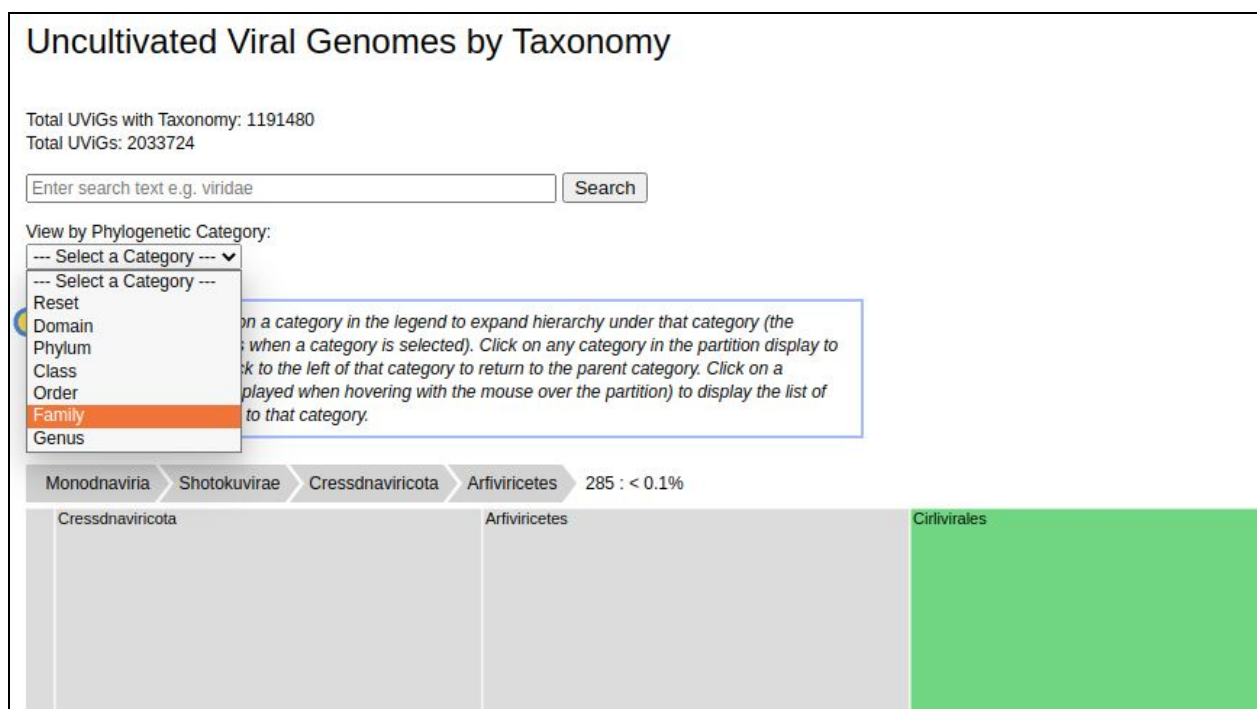 Uncultivated Viral Genomes by Taxonomy
Total UViGs with Taxonomy: 1191480
Total UViGs: 2033724
Enter search text e.g. viridae
Search
View by Phylogenetic Category:
--- Select a Category ---
--- Select a Category ---
Reset
Domain
Phylum
Class
Order
Family
Genus
on a category in the legend to expand hierarchy under that category (the
when a category is selected). Click on any category in the partition display to
to the left of that category to return to the parent category. Click on a
played when hovering with the mouse over the partition) to display the list of
to that category.
Monodnaviria Shotokuvirae Cressdnaviricota Arfiviricetes 285 : < 0.1%
Cressdnaviricota Arfiviricetes Cirlivirales